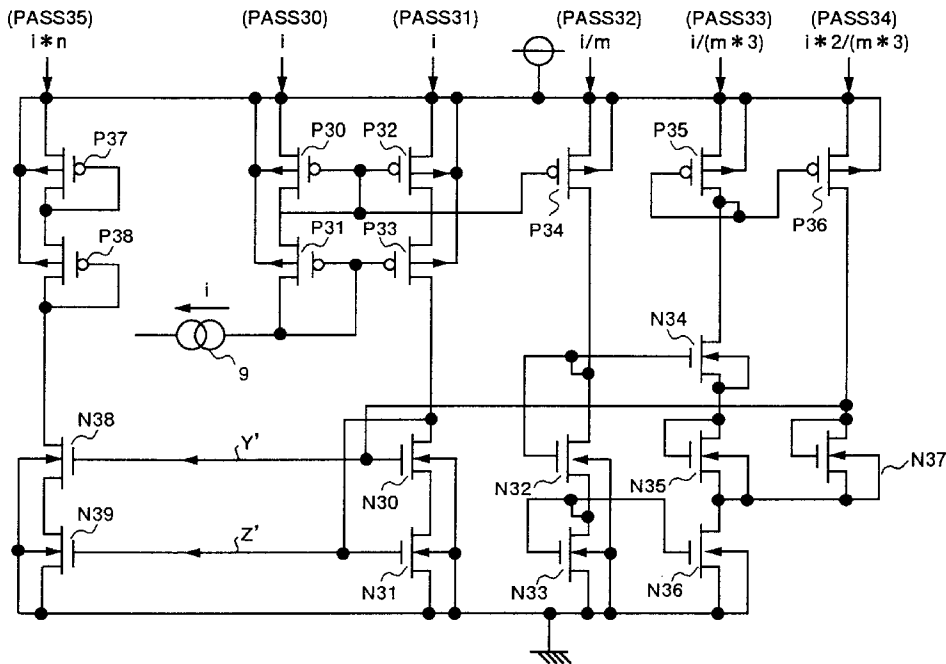 (PASS35) (PASS30) (PASS31) (PASS32) (PASS33) (PASS34)
i*n i i i/m i/(m*3) i*2/(m*3)
P37 P30 P32 P35
P34 P36
P38 P31 P33
i
9
N34
N38 Y' N30 N32 N35 N37
N39 Z' N31 N33 N36